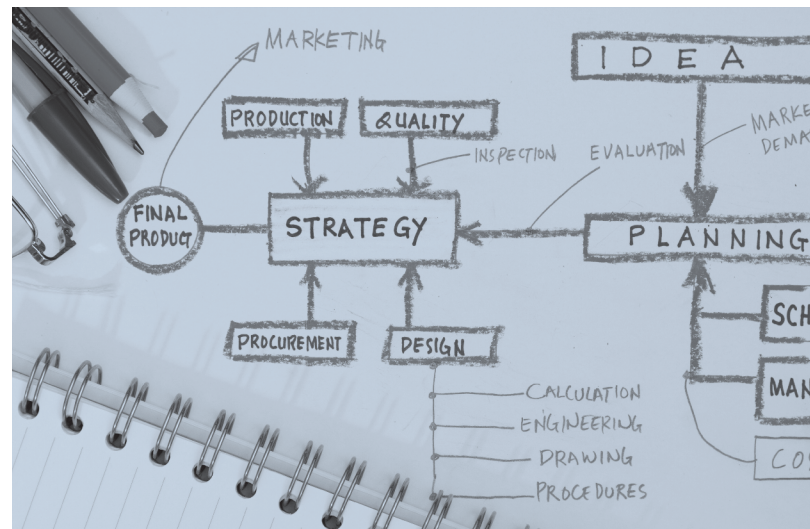 MARKETING
IDEA
PRODUCTION
QUALITY
INSPECTION
EVALUATION
FINAL
PRODUCT
STRATEGY
PLANNING
PROCUREMENT
DESIGN
CALCULATION
ENGINEERING
DRAWING
PROCEDURES